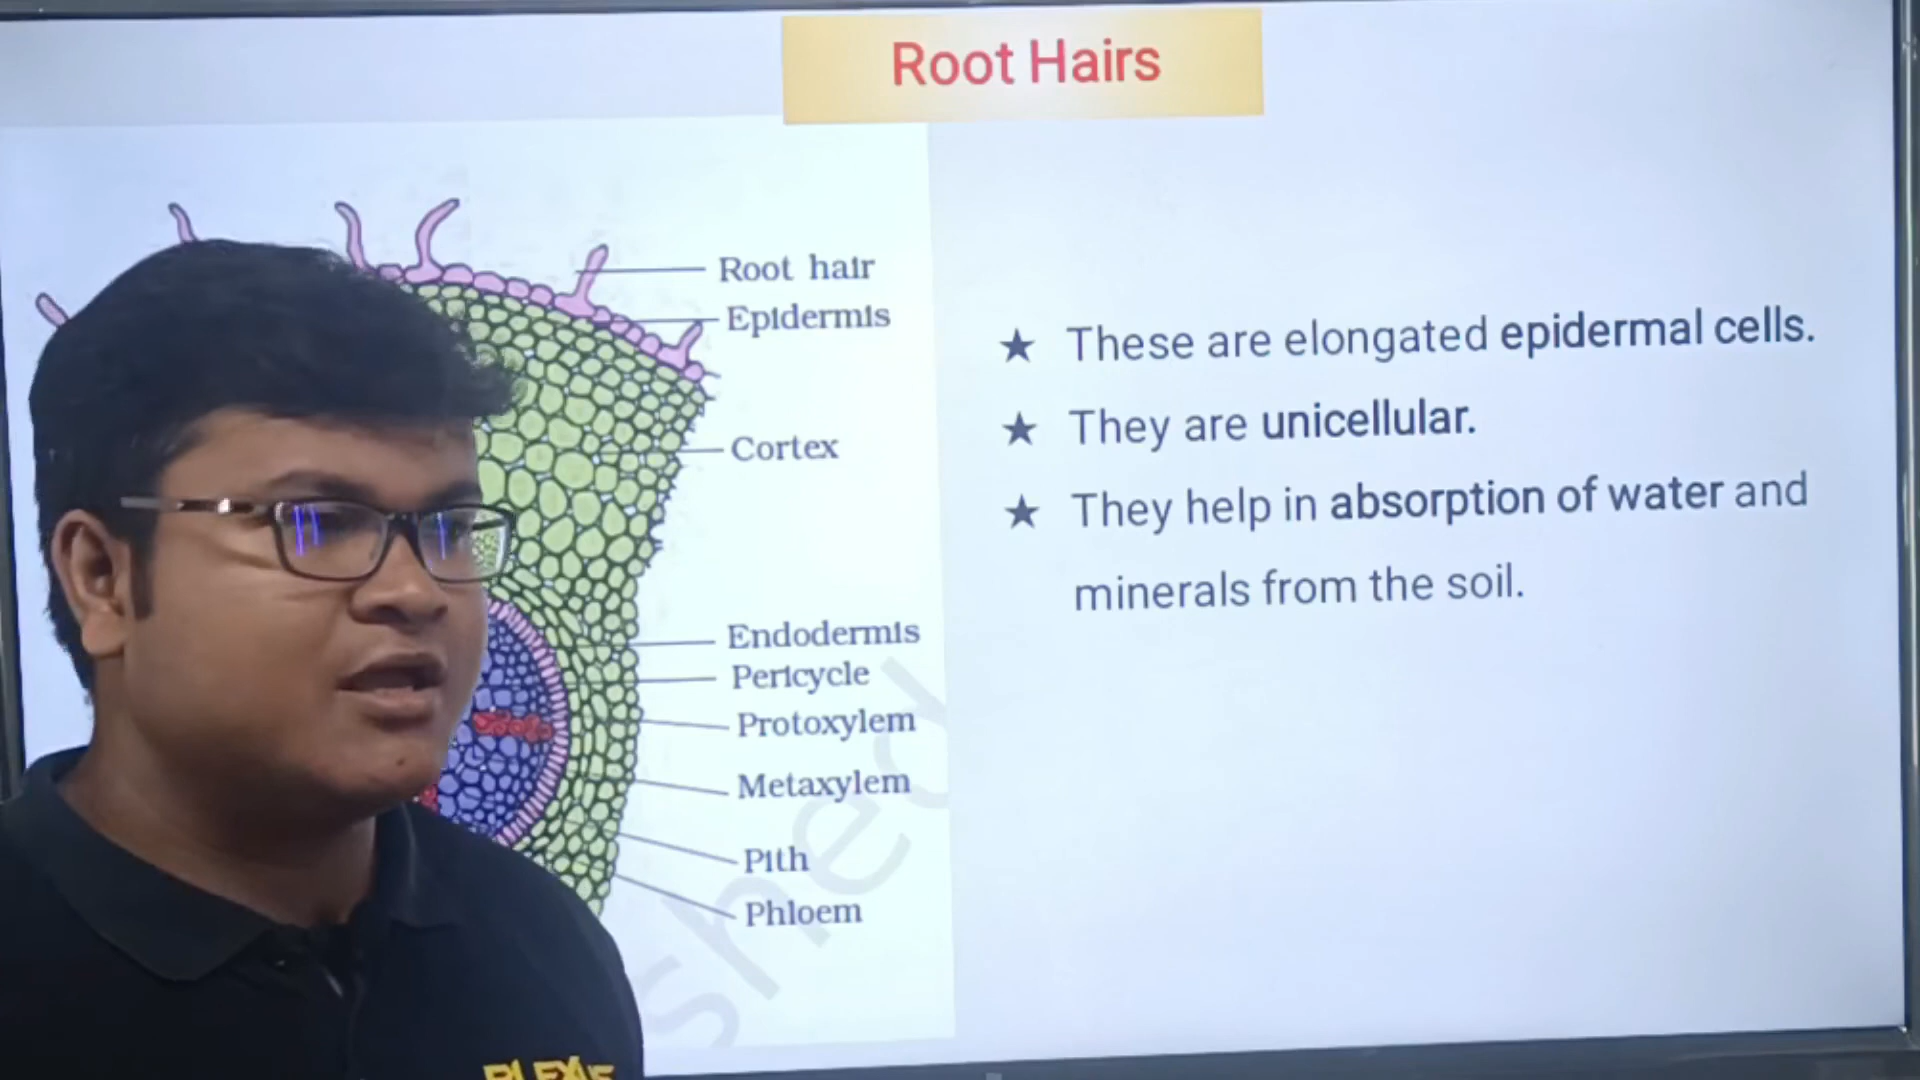 Root Hairs
Root hair
Epidermis
Cortex
Endodermis
Pericycle
Protoxylem
Metaxylem
Pith
Phloem
★ These are elongated epidermal cells.
★ They are unicellular.
★ They help in absorption of water and
minerals from the soil.
shed